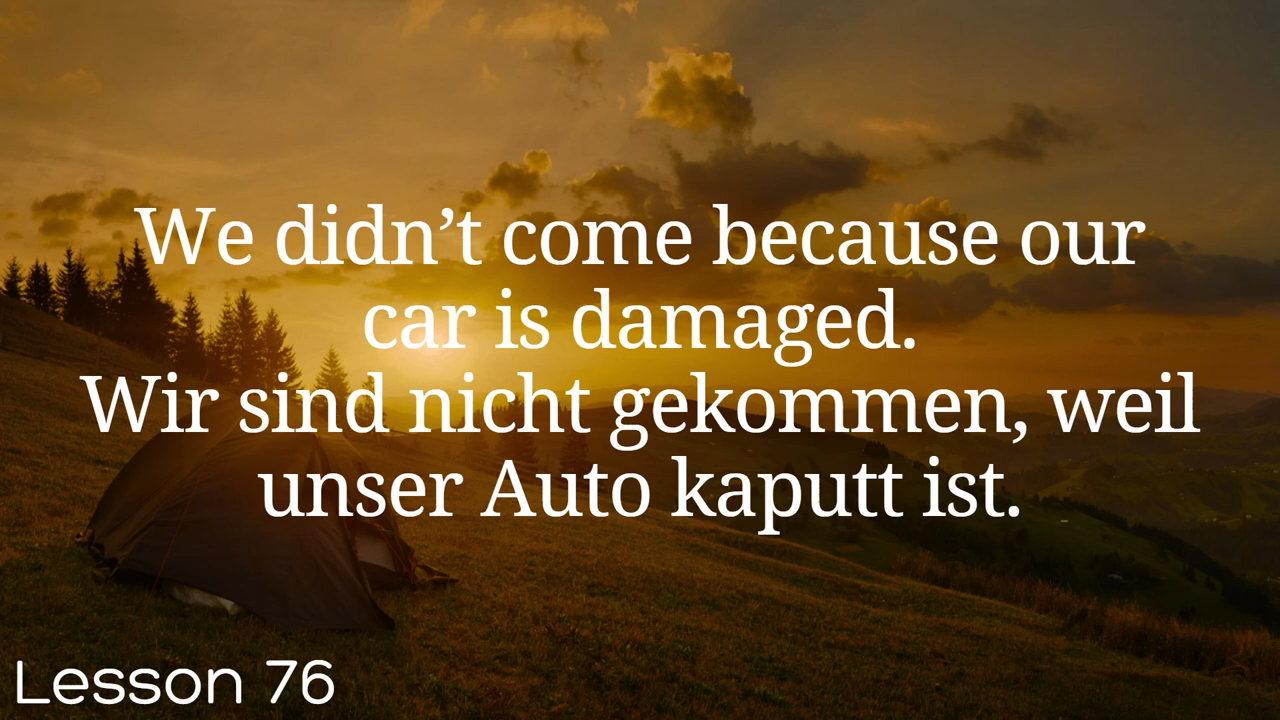 We didn’t come because our
car is damaged.
Wir sind nicht gekommen, weil
unser Auto kaputt ist.
Lesson 76